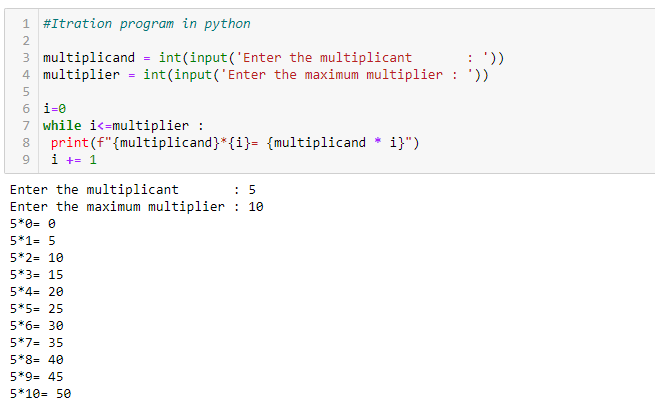 1 #Itration program in python
2
3 multiplicand = int(input('Enter the multiplicant       : '))
4 multiplier = int(input('Enter the maximum multiplier : '))
5
6 i=0
7 while i<=multiplier :
8  print(f"{multiplicand}*{i}= {multiplicand * i}")
9  i += 1
Enter the multiplicant       : 5
Enter the maximum multiplier : 10
5*0= 0
5*1= 5
5*2= 10
5*3= 15
5*4= 20
5*5= 25
5*6= 30
5*7= 35
5*8= 40
5*9= 45
5*10= 50